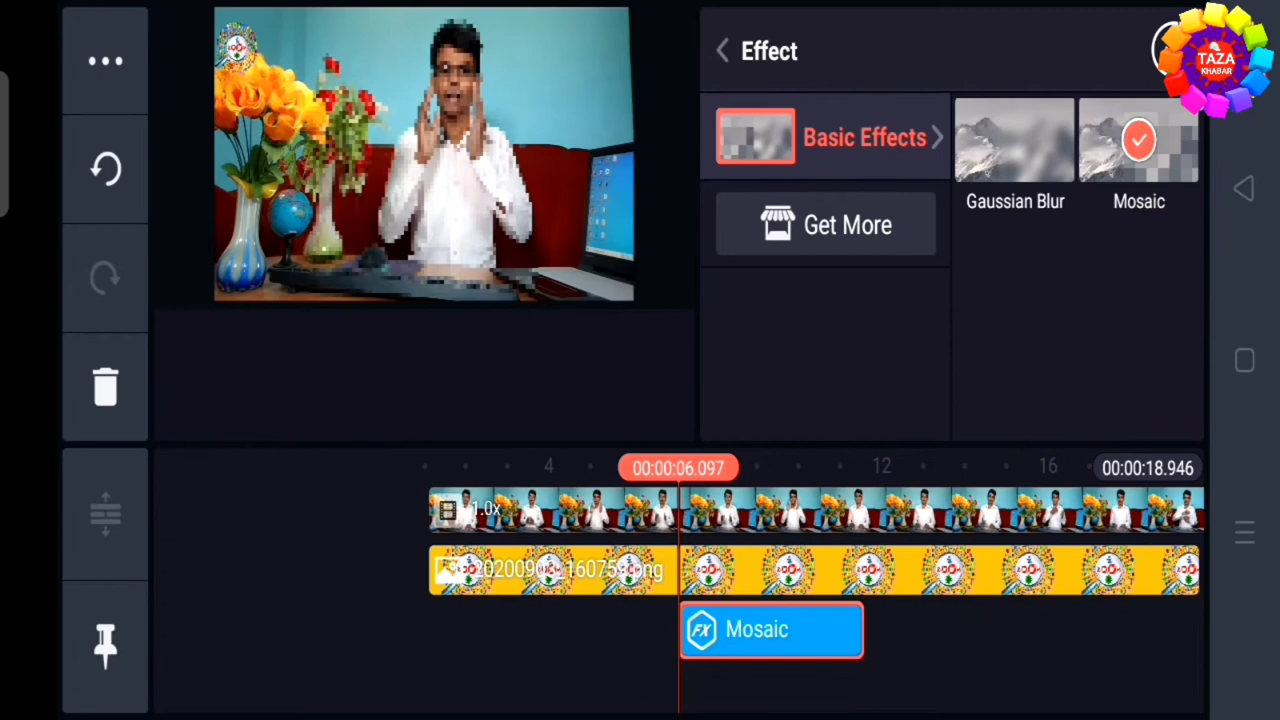 Effect
TAZA
KHABAR
Basic Effects
Get More
Gaussian Blur
Mosaic
4
00:00:06.097
12
16
00:00:18.946
1.0x
Mosaic